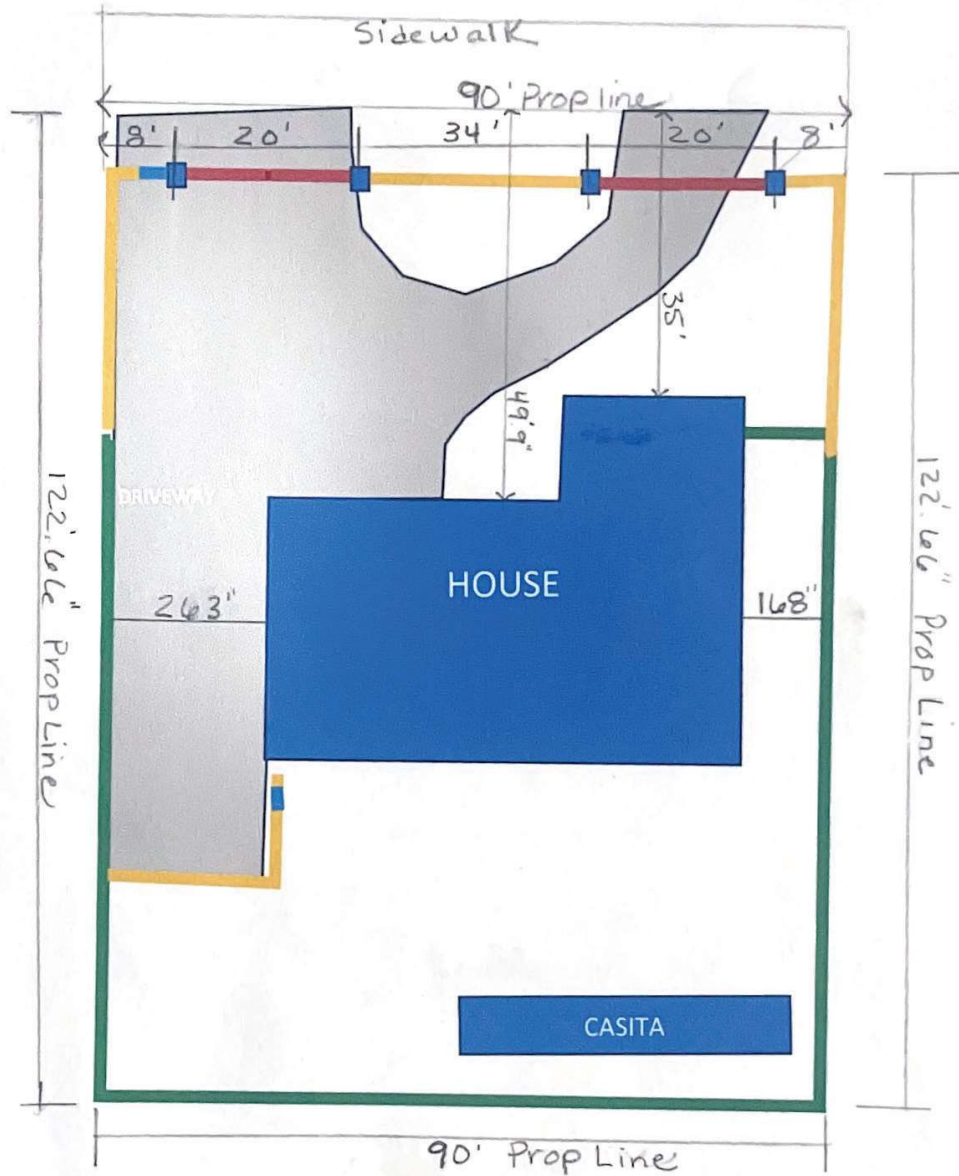 Sidewalk
90' Prop line
8' 20' 34' 20' 8'
35'
49'9"
DRIVEWAY
HOUSE
263"
168"
122'.66" Prop Line
122'.66" Prop Line
CASITA
90' Prop Line